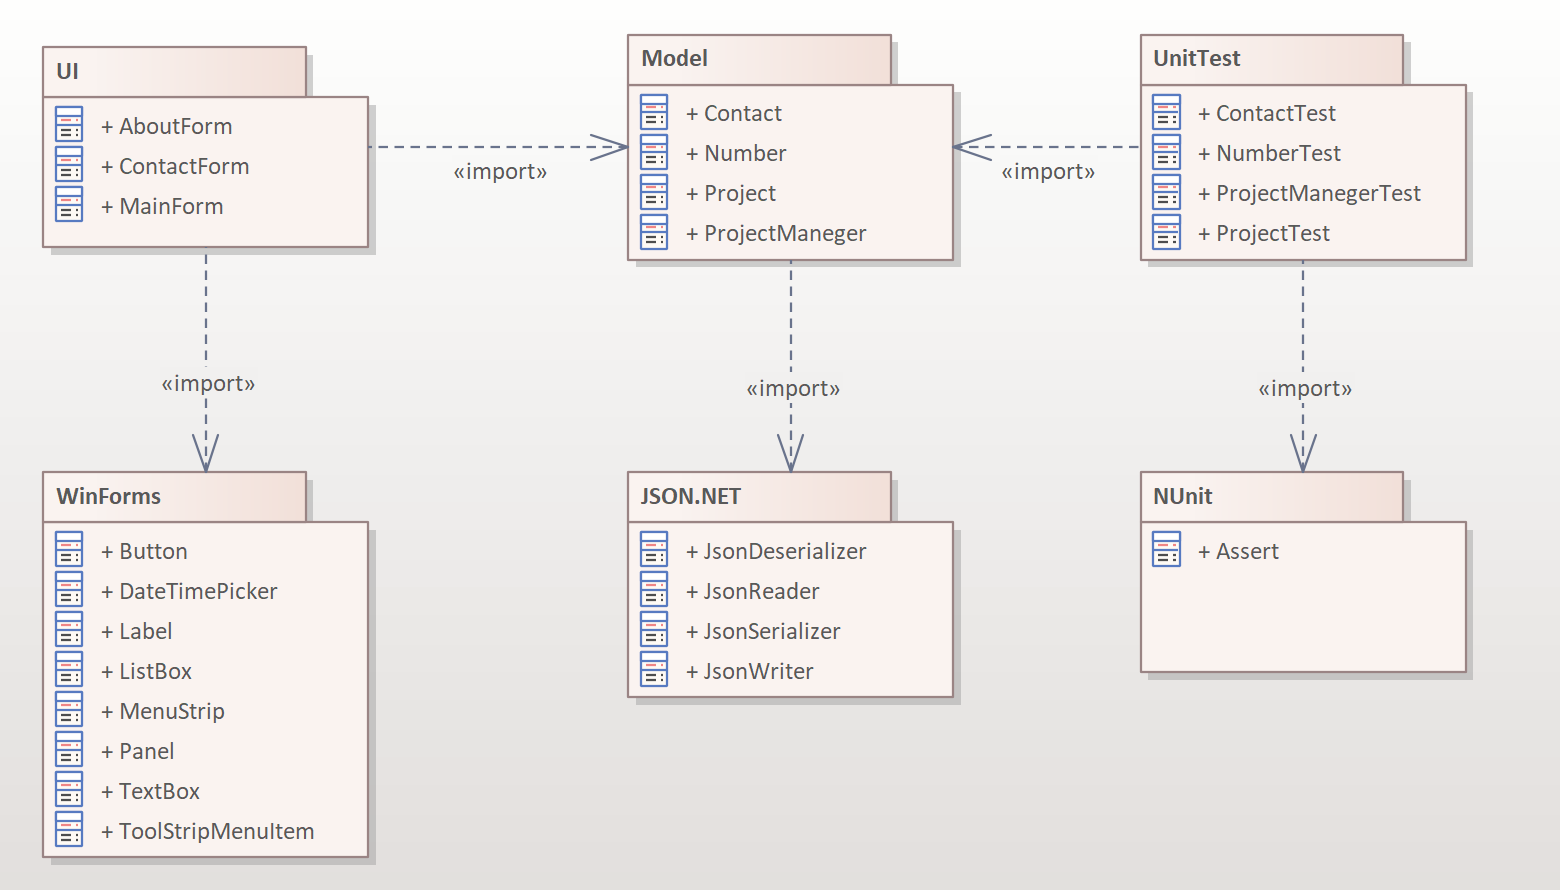 UI
+ AboutForm
+ ContactForm
+ MainForm
«import»
Model
+ Contact
+ Number
+ Project
+ ProjectManeger
«import»
UnitTest
+ ContactTest
+ NumberTest
+ ProjectManegerTest
+ ProjectTest
«import»
«import»
«import»
WinForms
+ Button
+ DateTimePicker
+ Label
+ ListBox
+ MenuStrip
+ Panel
+ TextBox
+ ToolStripMenuItem
JSON.NET
+ JsonDeserializer
+ JsonReader
+ JsonSerializer
+ JsonWriter
NUnit
+ Assert